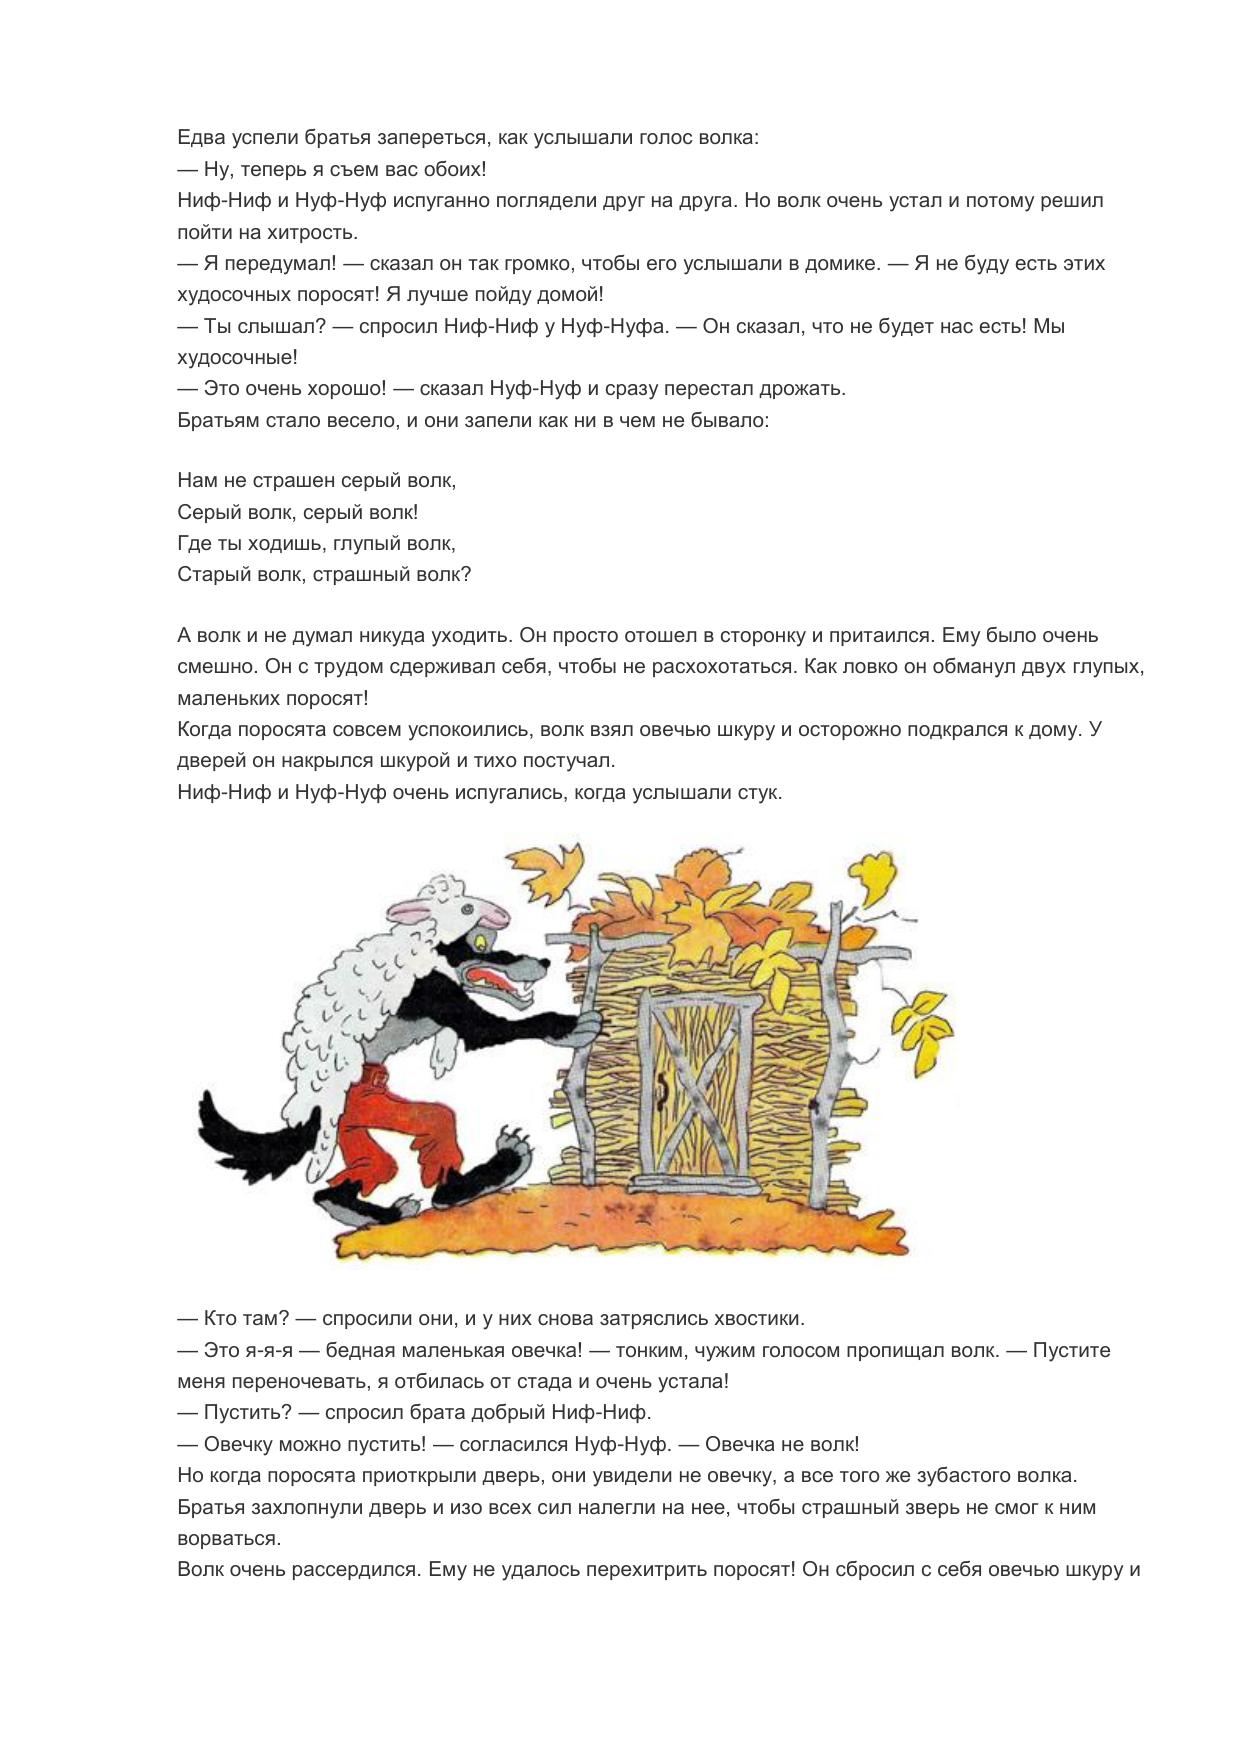 Едва успели братья запереться, как услышали голос волка:
— Ну, теперь я съем вас обоих!
Ниф-Ниф и Нуф-Нуф испуганно поглядели друг на друга. Но волк очень устал и потому решил
пойти на хитрость.
— Я передумал! — сказал он так громко, чтобы его услышали в домике. — Я не буду есть этих
худосочных поросят! Я лучше пойду домой!
— Ты слышал? — спросил Ниф-Ниф у Нуф-Нуфа. — Он сказал, что не будет нас есть! Мы
худосочные!
— Это очень хорошо! — сказал Нуф-Нуф и сразу перестал дрожать.
Братьям стало весело, и они запели как ни в чем не бывало:
Нам не страшен серый волк,
Серый волк, серый волк!
Где ты ходишь, глупый волк,
Старый волк, страшный волк?
А волк и не думал никуда уходить. Он просто отошел в сторонку и притаился. Ему было очень
смешно. Он с трудом сдерживал себя, чтобы не расхохотаться. Как ловко он обманул двух глупых,
маленьких поросят!
Когда поросята совсем успокоились, волк взял овечью шкуру и осторожно подкрался к дому. У
дверей он накрылся шкурой и тихо постучал.
Ниф-Ниф и Нуф-Нуф очень испугались, когда услышали стук.
— Кто там? — спросили они, и у них снова затряслись хвостики.
— Это я-я-я — бедная маленькая овечка! — тонким, чужим голосом пропищал волк. — Пустите
меня переночевать, я отбилась от стада и очень устала!
— Пустить? — спросил брата добрый Ниф-Ниф.
— Овечку можно пустить! — согласился Нуф-Нуф. — Овечка не волк!
Но когда поросята приоткрыли дверь, они увидели не овечку, а все того же зубастого волка.
Братья захлопнули дверь и изо всех сил налегли на нее, чтобы страшный зверь не смог к ним
ворваться.
Волк очень рассердился. Ему не удалось перехитрить поросят! Он сбросил с себя овечью шкуру и